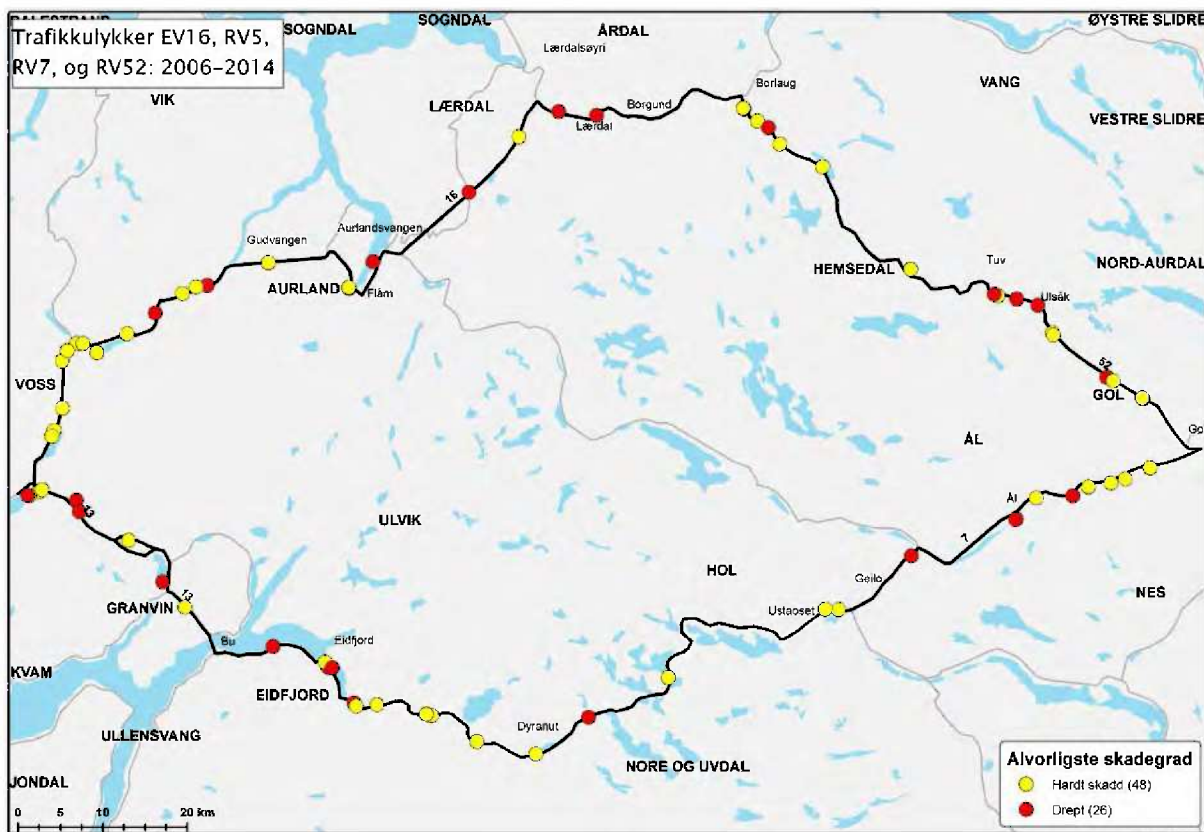 BALESTRAND
SOGNDAL
ØYSTRE SLIDRE
Trafikkulykker EV16, RV5,
RV7, og RV52: 2006-2014
SOGNDAL
ÅRDAL
Lærdalsøyri
VANG
VIK
LÆRDAL
Borgund
Borlaug
VESTRE SLIDRE
Lærdal
16
Aurlandsvangen
Gudvangen
HEMSEDAL
Tuv
NORD-AURDAL
AURLAND
Flåm
Ulsåk
VOSS
52
GOL
Go
ÅL
Ål
13
ULVIK
7
HOL
Geilo
NES
GRANVIN
13
Ustaoset
Bu
Eidfjord
KVAM
EIDFJORD
ULLENSVANG
Dyranut
NORE OG UVDAL
JONDAL
Alvorligste skadegrad
Hardt skadd (48)
Drept (26)
0 5 10 20 km